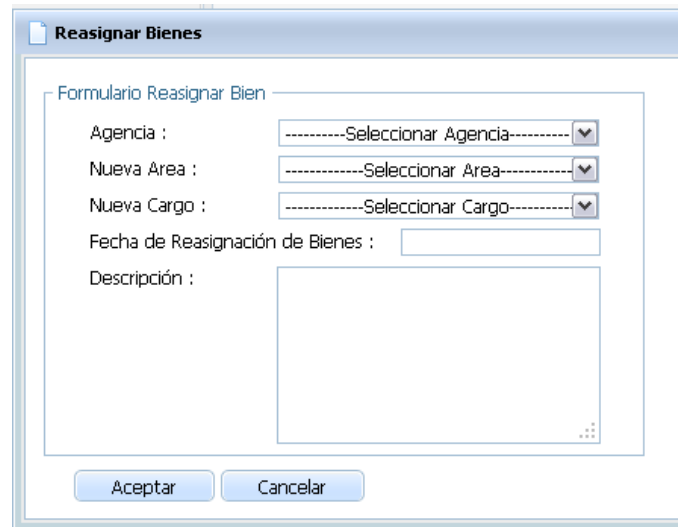 Reasignar Bienes
Formulario Reasignar Bien
Agencia : ----------Seleccionar Agencia----------
Nueva Area : -------------Seleccionar Area------------
Nueva Cargo : -------------Seleccionar Cargo----------
Fecha de Reasignación de Bienes :
Descripción :
Aceptar Cancelar